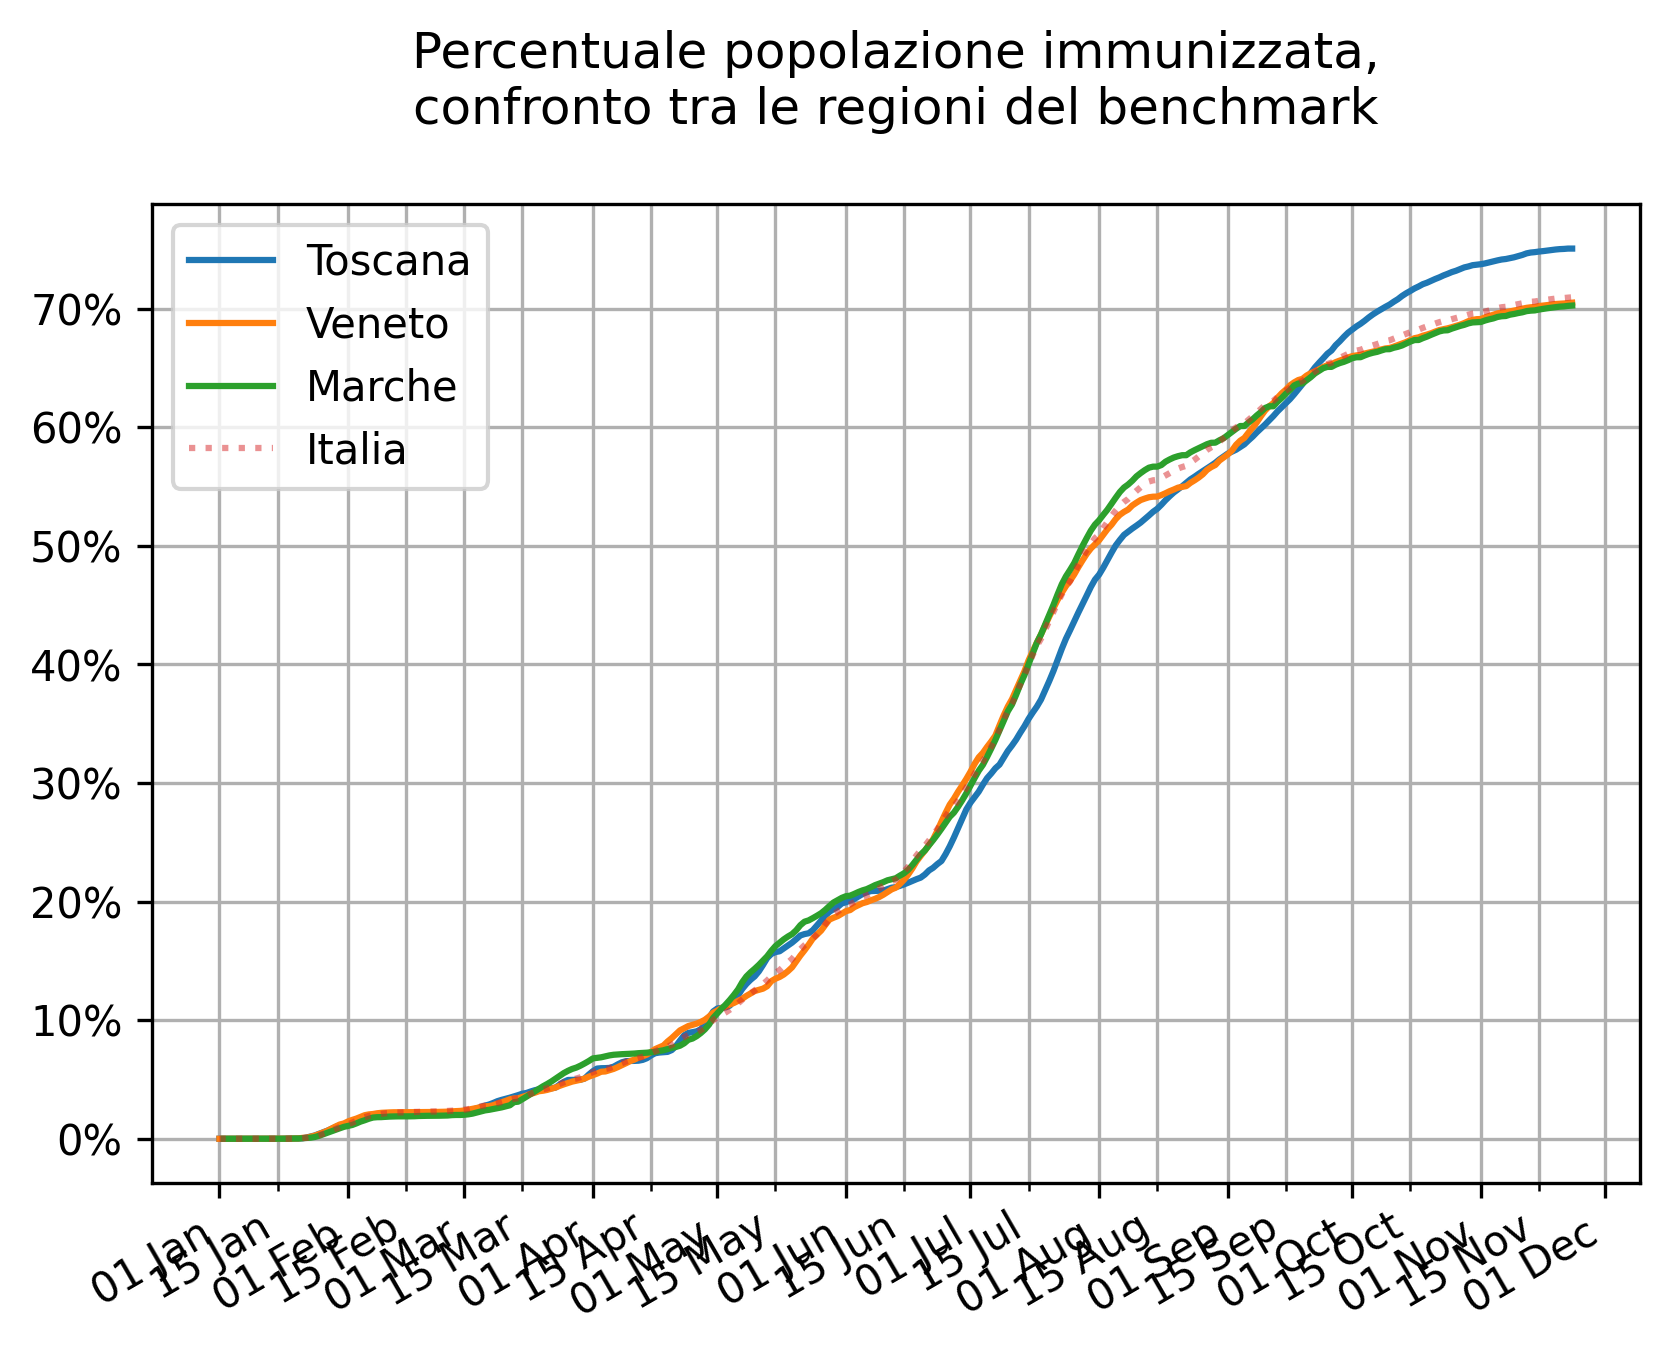 Percentuale popolazione immunizzata,
confronto tra le regioni del benchmark
Toscana
Veneto
Marche
Italia
70%
60%
50%
40%
30%
20%
10%
0%
01 Jan
15 Jan
01 Feb
15 Feb
01 Mar
15 Mar
01 Apr
15 Apr
01 May
15 May
01 Jun
15 Jun
01 Jul
15 Jul
01 Aug
15 Aug
01 Sep
15 Sep
01 Oct
15 Oct
01 Nov
15 Nov
01 Dec